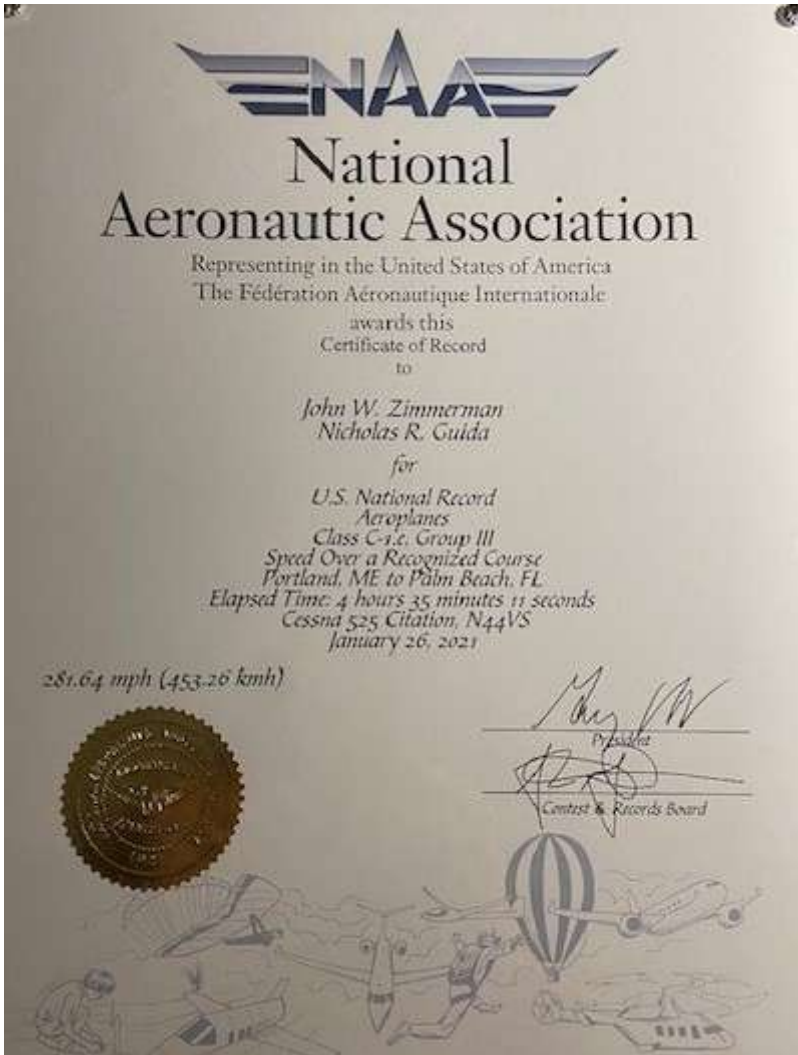 NAA
National
Aeronautic Association
Representing in the United States of America
The Fédération Aéronautique Internationale
awards this
Certificate of Record
to
John W. Zimmerman
Nicholas R. Guida
for
U.S. National Record
Aeroplanes
Class C-1.e, Group III
Speed Over a Recognized Course
Portland, ME to Palm Beach, FL
Elapsed Time: 4 hours 35 minutes 11 seconds
Cessna 525 Citation, N44VS
January 26, 2021
281.64 mph (453.26 kmh)
President
Contest & Records Board